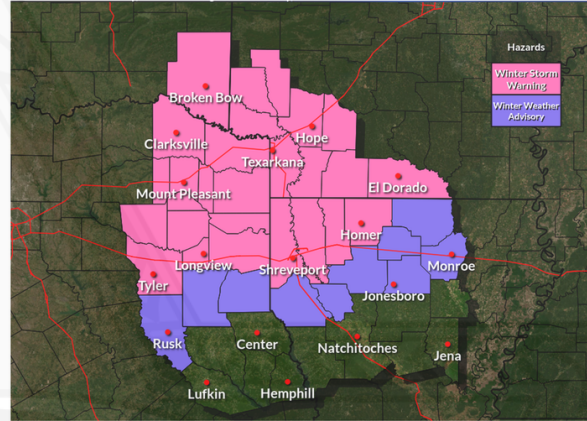 Hazards
Winter Storm
Warning
Winter Weather
Advisory
Broken Bow
Hope
Clarksville
Texarkana
Mount Pleasant
El Dorado
Homer
Longview
Shreveport
Monroe
Tyler
Jonesboro
Rusk
Center
Natchitoches
Jena
Lufkin
Hemphill